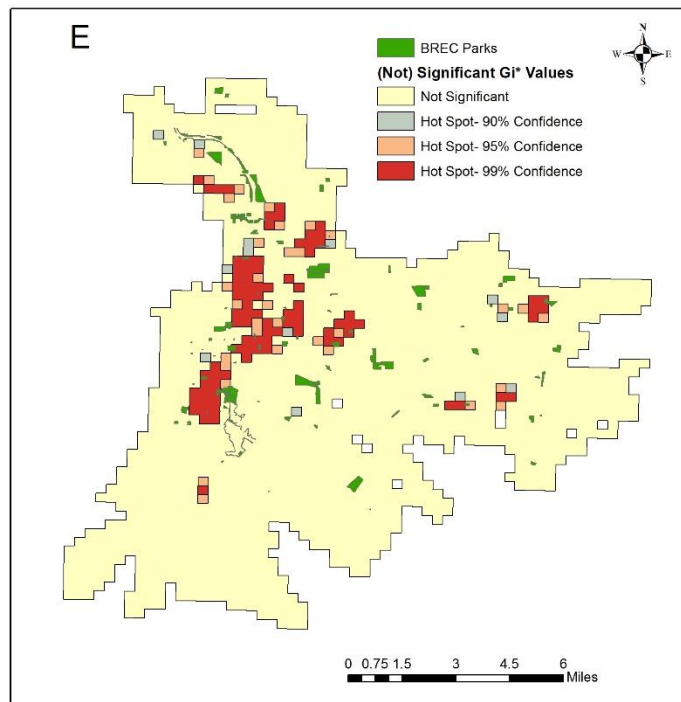 E
BREC Parks
(Not) Significant Gi* Values
Not Significant
Hot Spot- 90% Confidence
Hot Spot- 95% Confidence
Hot Spot- 99% Confidence
N
W E
S
0 0.75 1.5 3 4.5 6
Miles